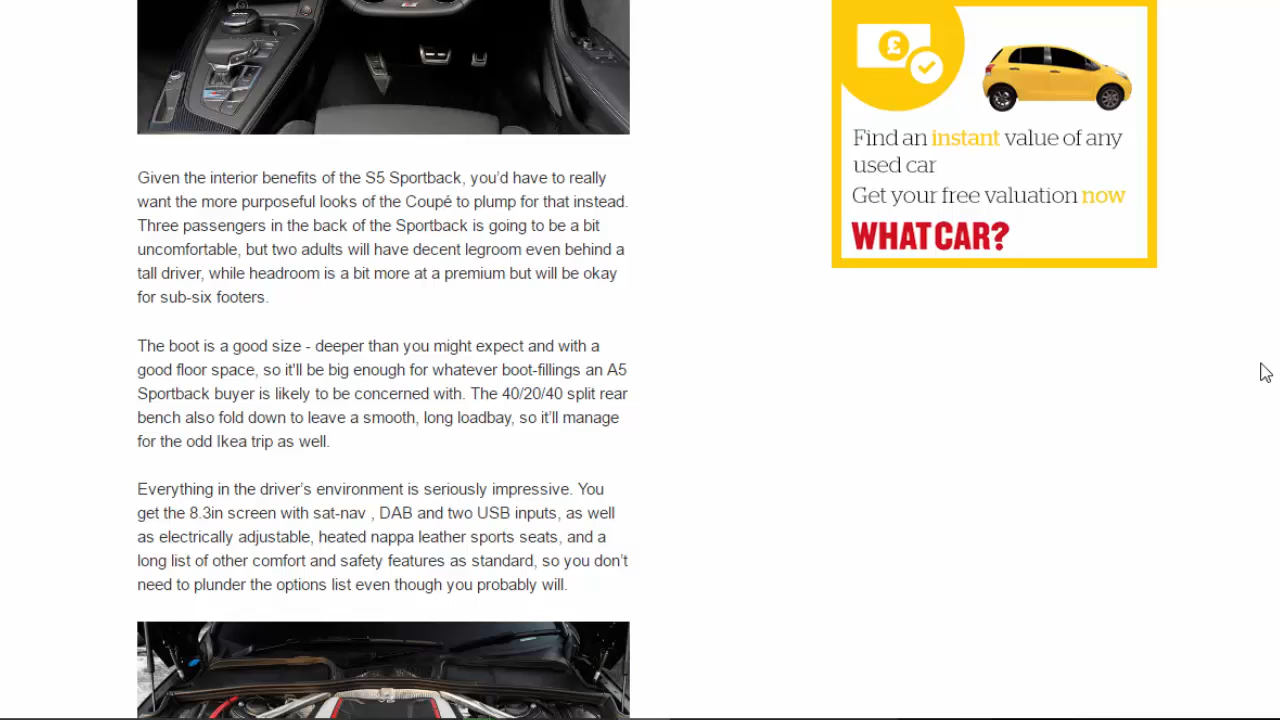 Given the interior benefits of the S5 Sportback, you’d have to really
want the more purposeful looks of the Coupé to plump for that instead.
Three passengers in the back of the Sportback is going to be a bit
uncomfortable, but two adults will have decent legroom even behind a
tall driver, while headroom is a bit more at a premium but will be okay
for sub-six footers.
The boot is a good size - deeper than you might expect and with a
good floor space, so it'll be big enough for whatever boot-fillings an A5
Sportback buyer is likely to be concerned with. The 40/20/40 split rear
bench also fold down to leave a smooth, long loadbay, so it’ll manage
for the odd Ikea trip as well.
Everything in the driver’s environment is seriously impressive. You
get the 8.3in screen with sat-nav , DAB and two USB inputs, as well
as electrically adjustable, heated nappa leather sports seats, and a
long list of other comfort and safety features as standard, so you don’t
need to plunder the options list even though you probably will.
£
Find an instant value of any
used car
Get your free valuation now
WHAT CAR?